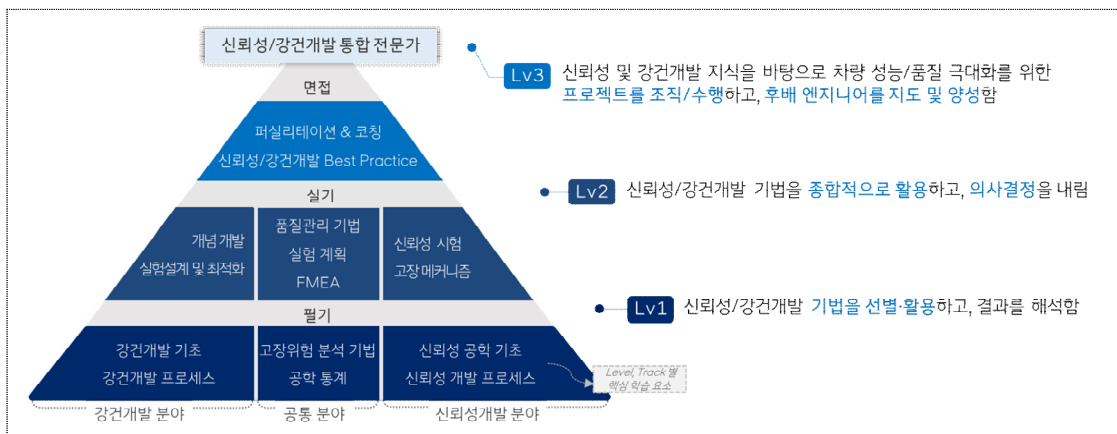 신뢰성/강건개발 통합 전문가
면접
퍼실리테이션 & 코칭
신뢰성/강건개발 Best Practice
실기
개념 개발
실험설계 및 최적화
품질관리 기법
실험 계획
FMEA
신뢰성 시험
고장 메커니즘
필기
강건개발 기초
강건개발 프로세스
고장위험 분석 기법
공학 통계
신뢰성 공학 기초
신뢰성 개발 프로세스
강건개발 분야
공통 분야
신뢰성개발 분야
Level, Track 별
핵심 학습 요소
Lv3
신뢰성 및 강건개발 지식을 바탕으로 차량 성능/품질 극대화를 위한
프로젝트를 조직/수행하고, 후배 엔지니어를 지도 및 양성함
Lv2
신뢰성/강건개발 기법을 종합적으로 활용하고, 의사결정을 내림
Lv1
신뢰성/강건개발 기법을 선별·활용하고, 결과를 해석함